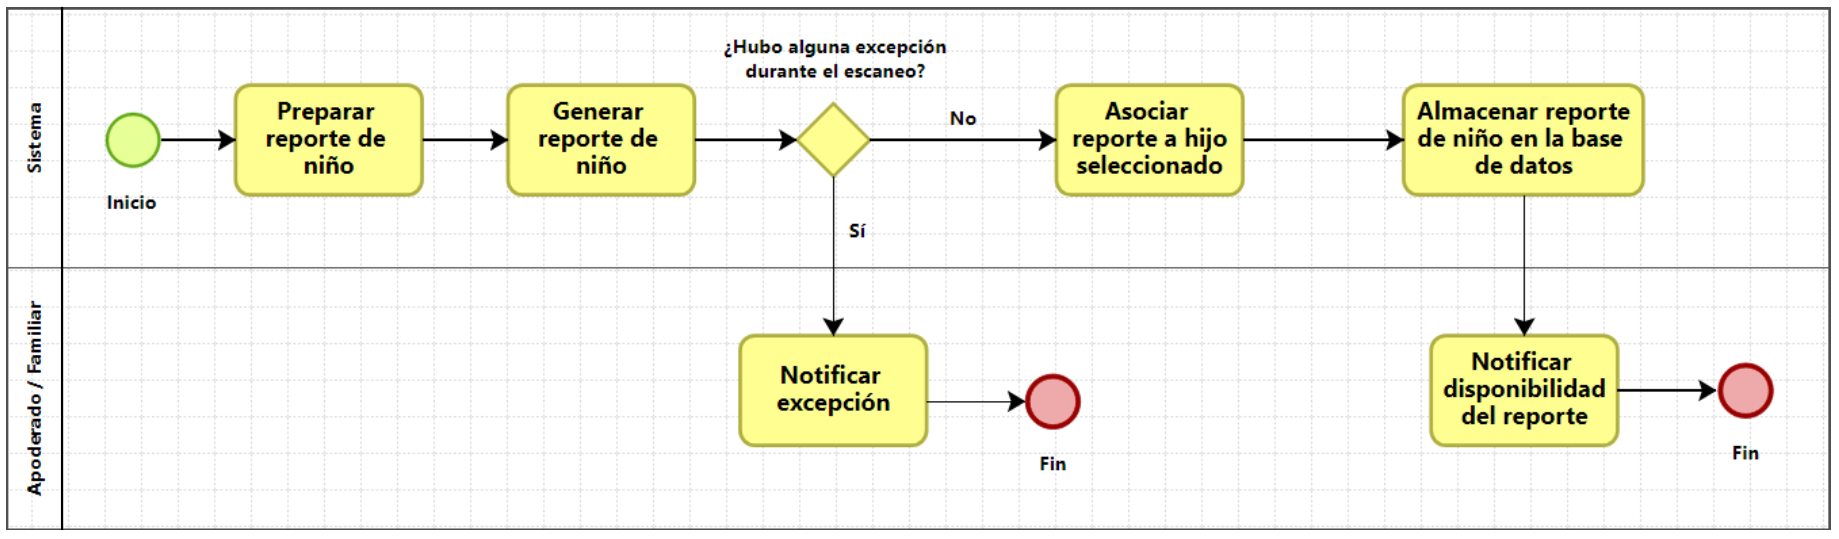 Sistema
Inicio
Preparar
reporte de
niño
Generar
reporte de
niño
¿Hubo alguna excepción
durante el escaneo?
No
Sí
Asociar
reporte a hijo
seleccionado
Almacenar reporte
de niño en la base
de datos
Apoderado / Familiar
Notificar
excepción
Fin
Notificar
disponibilidad
del reporte
Fin